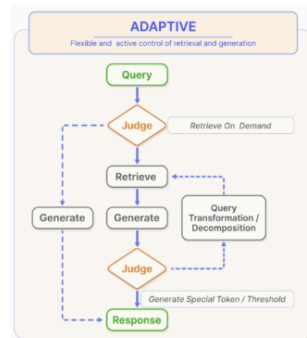 ADAPTIVE
Flexible and active control of retrieval and generation
Query
Judge
Retrieve On Demand
Retrieve
Generate
Generate
Query
Transformation /
Decomposition
Judge
Generate Special Token / Threshold
Response